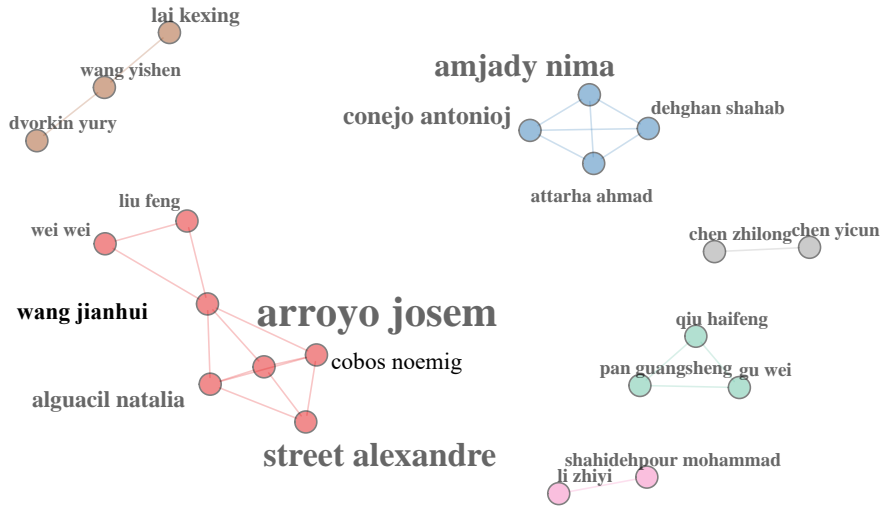 lai kexing
wang yishen
dvorkin yury
amjady nima
conejo antonioj
dehghan shahab
attarha ahmad
liu feng
wei wei
chen zhilong
chen yicun
wang jianhui
arroyo josem
qiu haifeng
cobos noemig
pan guangsheng
gu wei
alguacil natalia
street alexandre
shahidehpour mohammad
li zhiyi